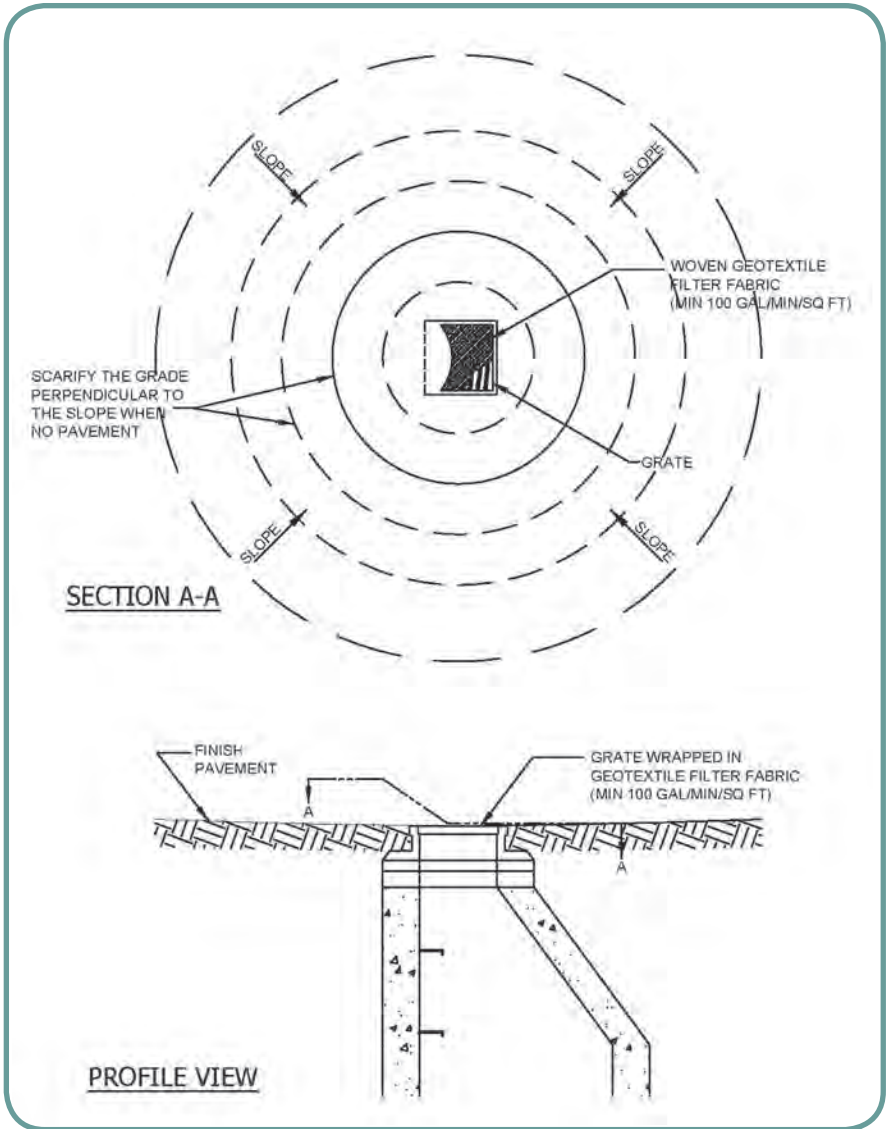 SLOPE
SLOPE
WOVEN GEOTEXTILE
FILTER FABRIC
(MIN 100 GAL/MIN/SQ FT)
SCARIFY THE GRADE
PERPENDICULAR TO
THE SLOPE WHEN
NO PAVEMENT
GRATE
SLOPE
SLOPE
SECTION A-A
FINISH
PAVEMENT
GRATE WRAPPED IN
GEOTEXTILE FILTER FABRIC
(MIN 100 GAL/MIN/SQ FT)
A
A
PROFILE VIEW